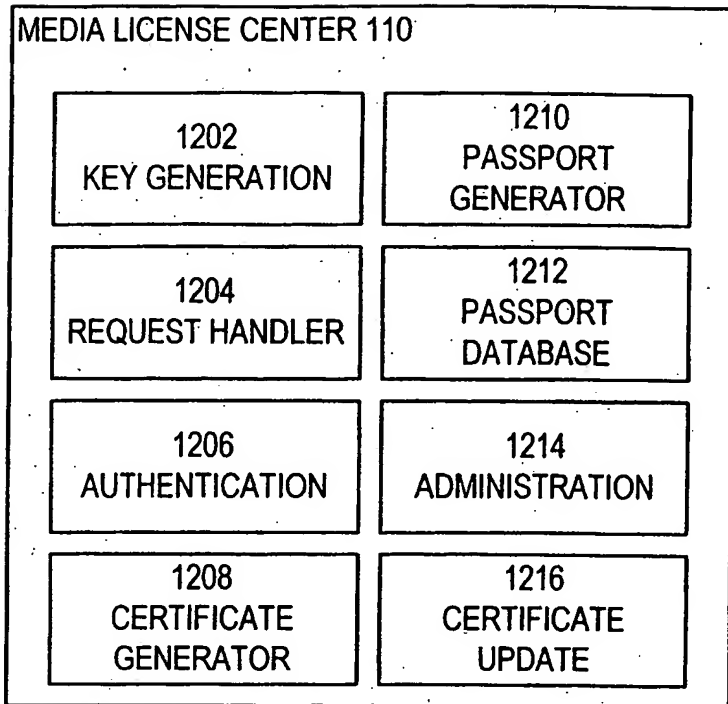 MEDIA LICENSE CENTER 110
1202
KEY GENERATION
1210
PASSPORT
GENERATOR
1204
REQUEST HANDLER
1212
PASSPORT
DATABASE
1206
AUTHENTICATION
1214
ADMINISTRATION
1208
CERTIFICATE
GENERATOR
1216
CERTIFICATE
UPDATE